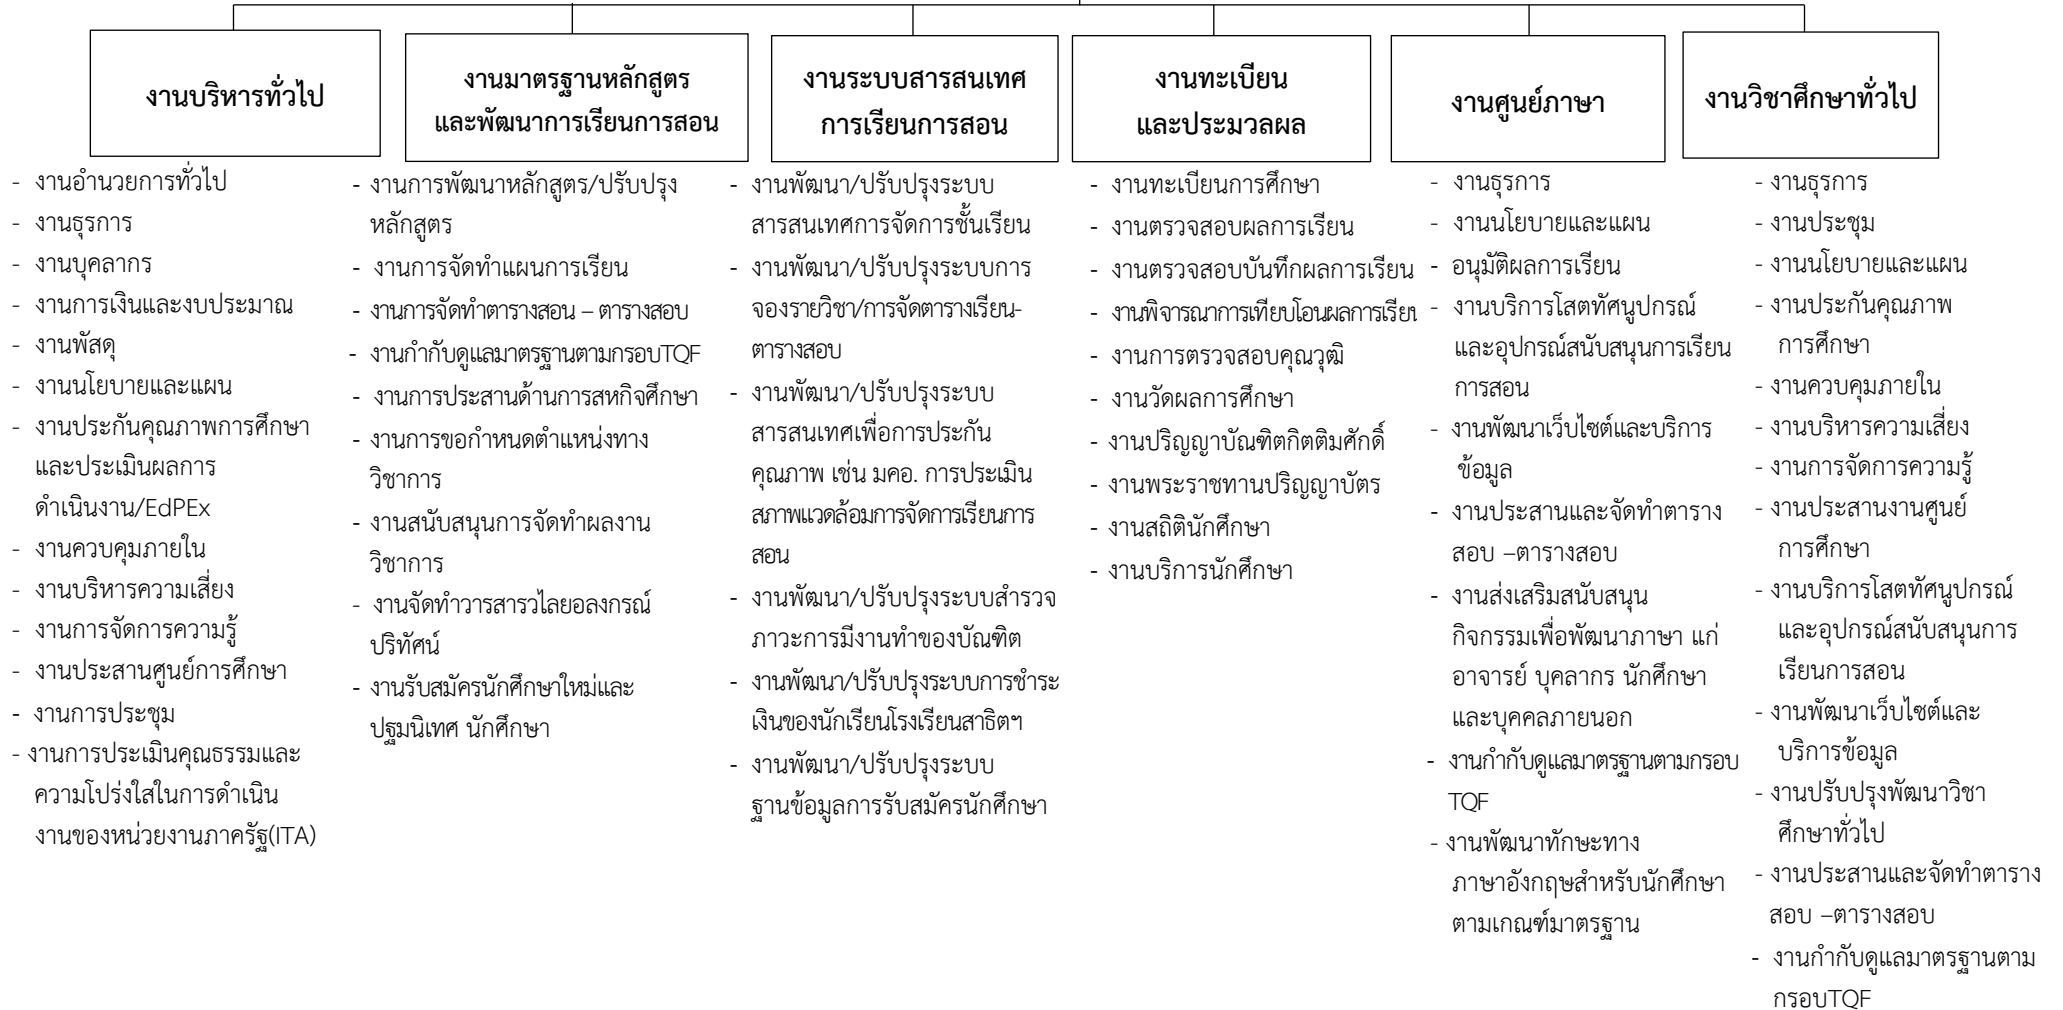 งานบริหารทั่วไป
- งานอำนวยการทั่วไป
- งานธุรการ
- งานบุคลากร
- งานการเงินและงบประมาณ
- งานพัสดุ
- งานนโยบายและแผน
- งานประกันคุณภาพการศึกษา
และประเมินผลการ
ดำเนินงาน/EdPEx
- งานควบคุมภายใน
- งานบริหารความเสี่ยง
- งานการจัดการความรู้
- งานประสานศูนย์การศึกษา
- งานการประชุม
- งานการประเมินคุณธรรมและ
ความโปร่งใสในการดำเนิน
งานของหน่วยงานภาครัฐ(ITA)
งานมาตรฐานหลักสูตร
และพัฒนาการเรียนการสอน
- งานการพัฒนาหลักสูตร/ปรับปรุง
หลักสูตร
- งานการจัดทำแผนการเรียน
- งานการจัดทำตารางสอน – ตารางสอบ
- งานกำกับดูแลมาตรฐานตามกรอบTQF
- งานการประสานด้านการสหกิจศึกษา
- งานการขอกำหนดตำแหน่งทาง
วิชาการ
- งานสนับสนุนการจัดทำผลงาน
วิชาการ
- งานจัดทำวารสารวไลยอลงกรณ์
ปริทัศน์
- งานรับสมัครนักศึกษาใหม่และ
ปฐมนิเทศ นักศึกษา
งานระบบสารสนเทศ
การเรียนการสอน
- งานพัฒนา/ปรับปรุงระบบ
สารสนเทศการจัดการชั้นเรียน
- งานพัฒนา/ปรับปรุงระบบการ
จองรายวิชา/การจัดตารางเรียน-
ตารางสอบ
- งานพัฒนา/ปรับปรุงระบบ
สารสนเทศเพื่อการประกัน
คุณภาพ เช่น มคอ. การประเมิน
สภาพแวดล้อมการจัดการเรียนการ
สอน
- งานพัฒนา/ปรับปรุงระบบสำรวจ
ภาวะการมีงานทำของบัณฑิต
- งานพัฒนา/ปรับปรุงระบบการชำระ
เงินของนักเรียนโรงเรียนสาธิตฯ
- งานพัฒนา/ปรับปรุงระบบ
ฐานข้อมูลการรับสมัครนักศึกษา
งานทะเบียน
และประมวลผล
- งานทะเบียนการศึกษา
- งานตรวจสอบผลการเรียน
- งานตรวจสอบบันทึกผลการเรียน
- งานพิจารณาการเทียบโอนผลการเรียน
- งานการตรวจสอบคุณวุฒิ
- งานวัดผลการศึกษา
- งานปริญญาบัณฑิตกิตติมศักดิ์
- งานพระราชทานปริญญาบัตร
- งานสถิตินักศึกษา
- งานบริการนักศึกษา
งานศูนย์ภาษา
- งานธุรการ
- งานนโยบายและแผน
- อนุมัติผลการเรียน
- งานบริการโสตทัศนูปกรณ์
และอุปกรณ์สนับสนุนการเรียน
การสอน
- งานพัฒนาเว็บไซต์และบริการ
ข้อมูล
- งานประสานและจัดทำตาราง
สอบ –ตารางสอบ
- งานส่งเสริมสนับสนุน
กิจกรรมเพื่อพัฒนาภาษา แก่
อาจารย์ บุคลากร นักศึกษา
และบุคคลภายนอก
- งานกำกับดูแลมาตรฐานตามกรอบ
TQF
- งานพัฒนาทักษะทาง
ภาษาอังกฤษสำหรับนักศึกษา
ตามเกณฑ์มาตรฐาน
งานวิชาศึกษาทั่วไป
- งานธุรการ
- งานประชุม
- งานนโยบายและแผน
- งานประกันคุณภาพ
การศึกษา
- งานควบคุมภายใน
- งานบริหารความเสี่ยง
- งานการจัดการความรู้
- งานประสานงานศูนย์
การศึกษา
- งานบริการโสตทัศนูปกรณ์
และอุปกรณ์สนับสนุนการ
เรียนการสอน
- งานพัฒนาเว็บไซต์และ
บริการข้อมูล
- งานปรับปรุงพัฒนาวิชา
ศึกษาทั่วไป
- งานประสานและจัดทำตาราง
สอบ –ตารางสอบ
- งานกำกับดูแลมาตรฐานตาม
กรอบTQF